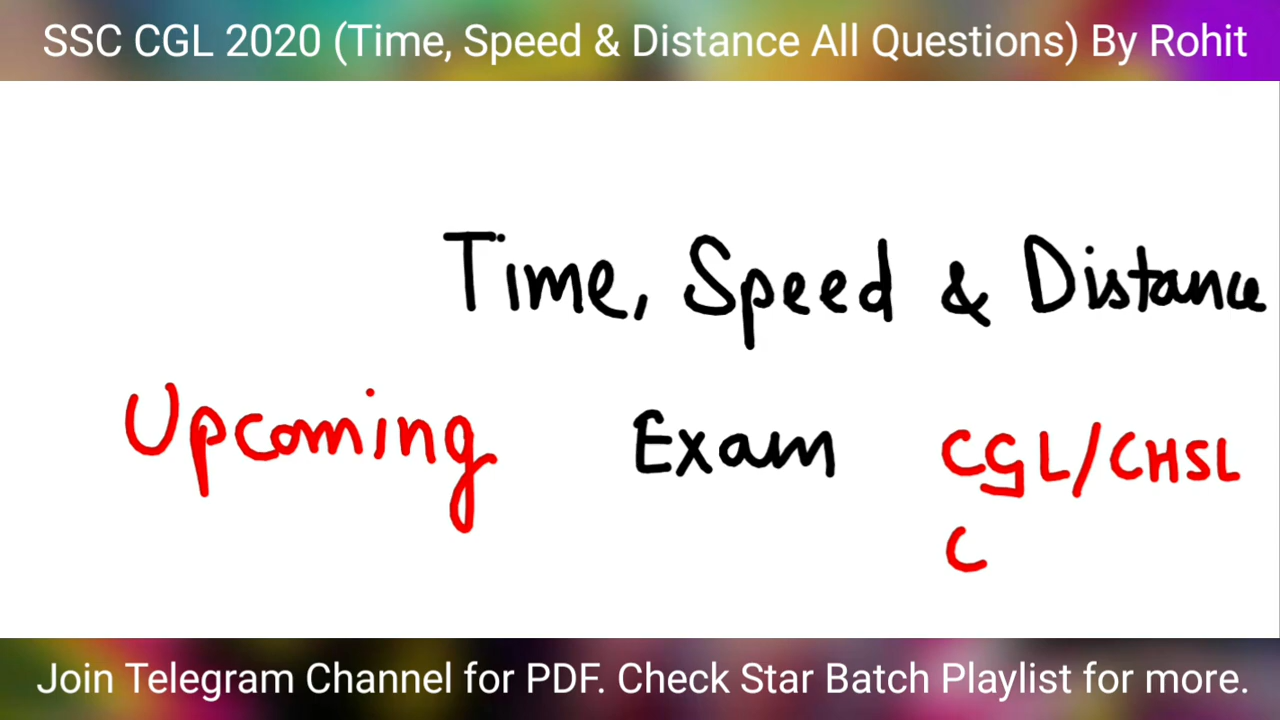 SSC CGL 2020 (Time, Speed & Distance All Questions) By Rohit
Time, Speed & Distance
Upcoming Exam CGL/CHSL
C
Join Telegram Channel for PDF. Check Star Batch Playlist for more.